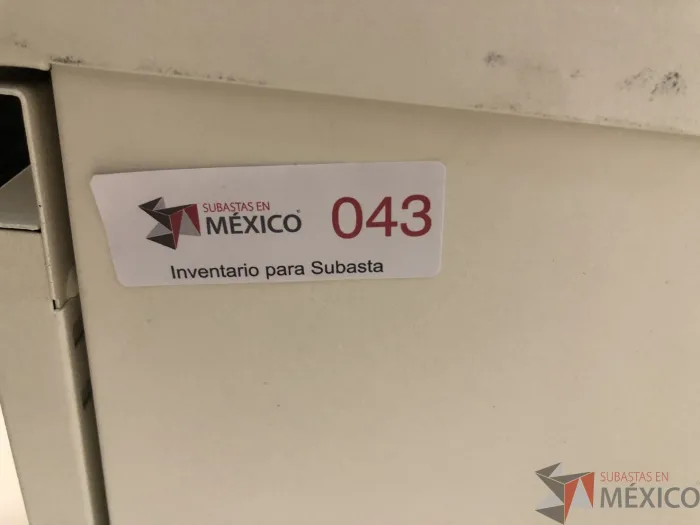 SUBASTAS EN
MÉXICO® 043
Inventario para Subasta
SUBASTAS EN
MÉXICO